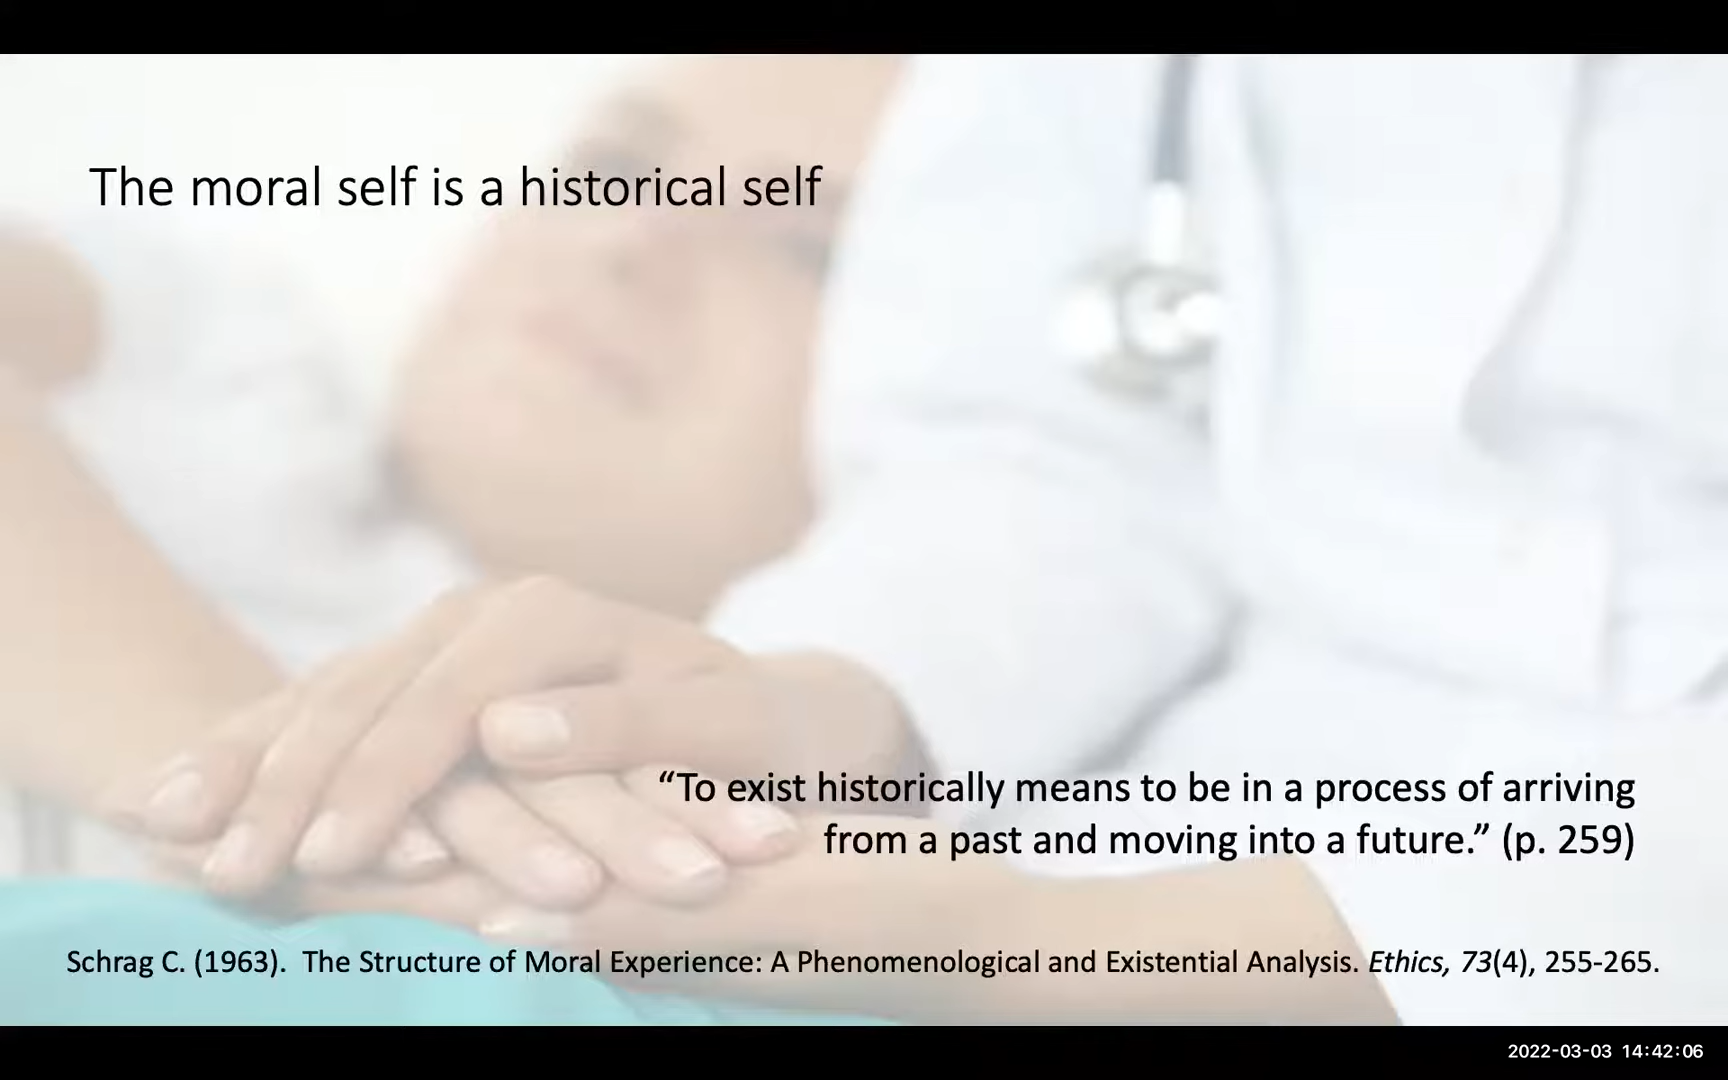 The moral self is a historical self
“To exist historically means to be in a process of arriving
from a past and moving into a future.” (p. 259)
Schrag C. (1963).  The Structure of Moral Experience: A Phenomenological and Existential Analysis. Ethics, 73(4), 255-265.
2022-03-03 14:42:06